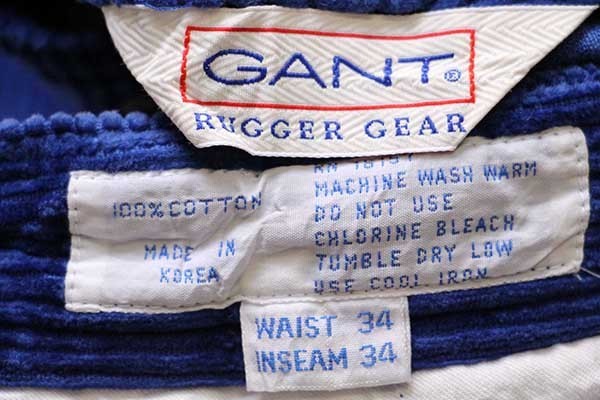 GANT®
RUGGER GEAR
100% COTTON
MADE IN
KOREA
MACHINE WASH WARM
DO NOT USE
CHLORINE BLEACH
TUMBLE DRY LOW
USE COOL IRON
WAIST 34
INSEAM 34